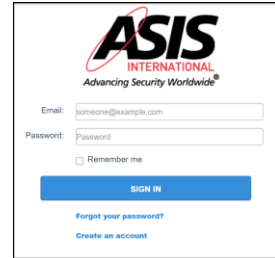 ASIS
INTERNATIONAL
Advancing Security Worldwide®
Email: someone@example.com
Password: Password
Remember me
SIGN IN
Forgot your password?
Create an account